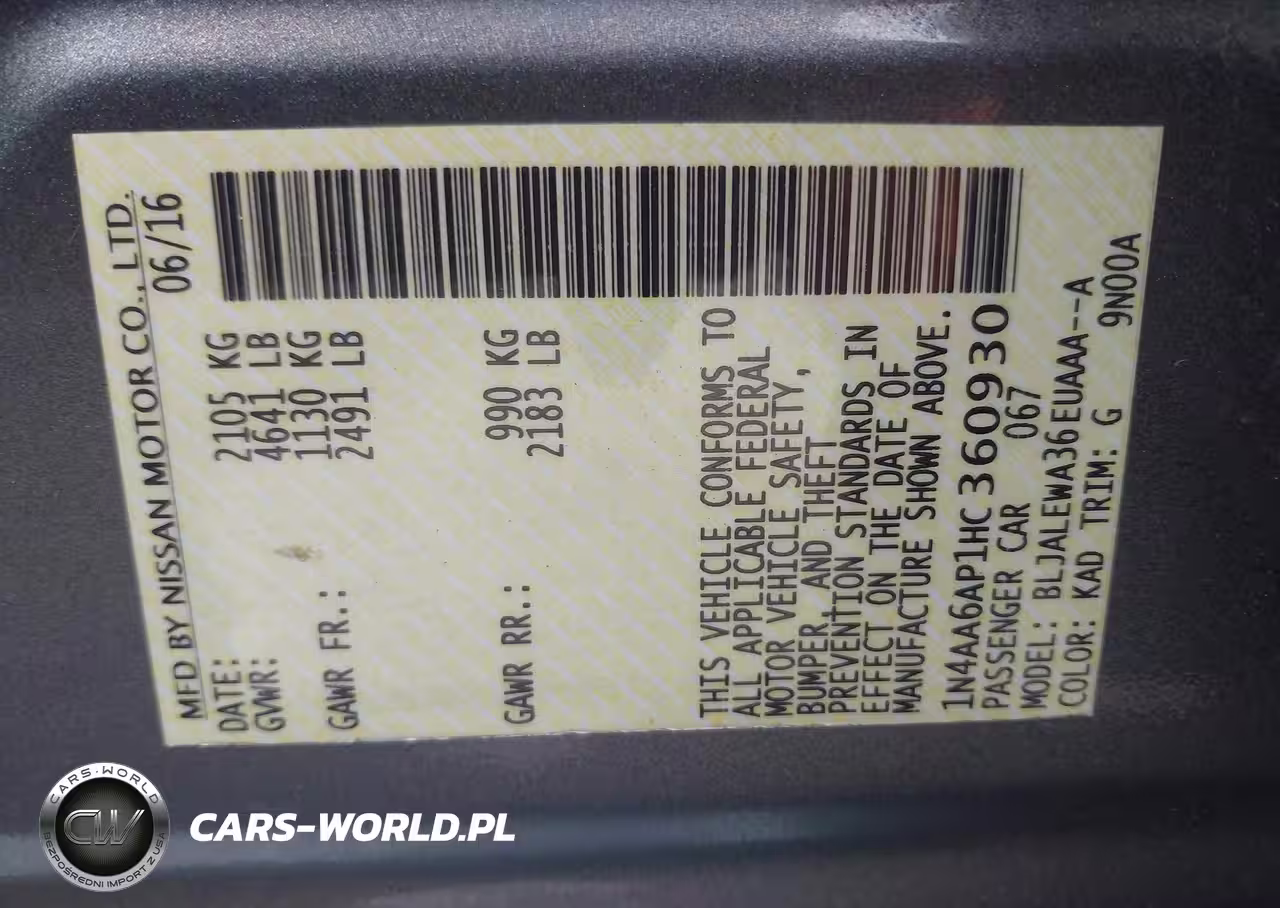 MFD BY NISSAN MOTOR CO., LTD.
DATE: 06/16
GVWR: 2105 KG
4641 LB
GAWR FR.: 1130 KG
2491 LB
GAWR RR.: 990 KG
2183 LB
THIS VEHICLE CONFORMS TO
ALL APPLICABLE FEDERAL
MOTOR VEHICLE SAFETY,
BUMPER, AND THEFT
PREVENTION STANDARDS IN
EFFECT ON THE DATE OF
MANUFACTURE SHOWN ABOVE.
1N4AA6AP1HC360930
PASSENGER CAR 067
MODEL: BLJALEWA36EUAAA--A
COLOR: KAD TRIM: G 9N00A
CARS-WORLD
CW
BEZPOŚREDNI IMPORT Z USA
CARS-WORLD.PL